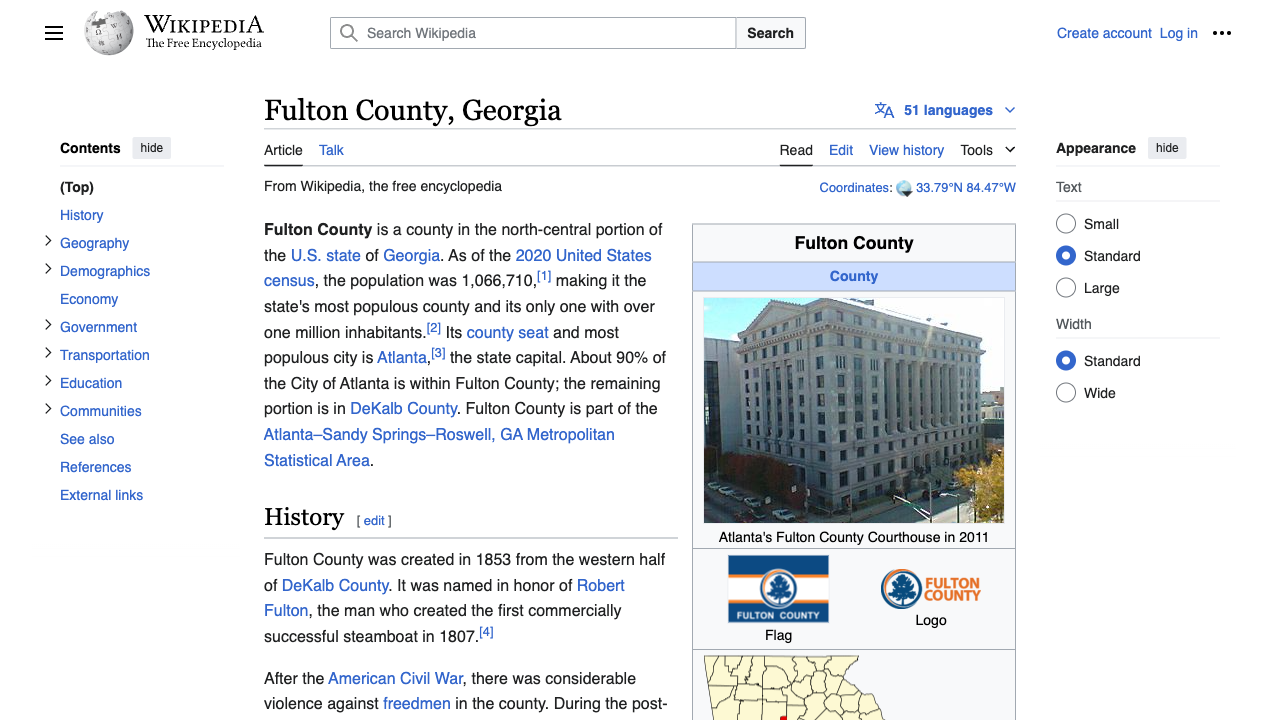 WIKIPEDIA
The Free Encyclopedia
Search Wikipedia
Search
Create account Log in
Contents hide
(Top)
History
Geography
Demographics
Economy
Government
Transportation
Education
Communities
See also
References
External links
Fulton County, Georgia
51 languages
Article Talk
Read Edit View history Tools
From Wikipedia, the free encyclopedia
Coordinates: 33.79°N 84.47°W
Fulton County is a county in the north-central portion of
the U.S. state of Georgia. As of the 2020 United States
census, the population was 1,066,710,[1] making it the
state's most populous county and its only one with over
one million inhabitants.[2] Its county seat and most
populous city is Atlanta,[3] the state capital. About 90% of
the City of Atlanta is within Fulton County; the remaining
portion is in DeKalb County. Fulton County is part of the
Atlanta–Sandy Springs–Roswell, GA Metropolitan
Statistical Area.
History [ edit ]
Fulton County was created in 1853 from the western half
of DeKalb County. It was named in honor of Robert
Fulton, the man who created the first commercially
successful steamboat in 1807.[4]
After the American Civil War, there was considerable
violence against freedmen in the county. During the post-
Fulton County
County
Atlanta's Fulton County Courthouse in 2011
FULTON COUNTY
Flag
FULTON
COUNTY
Logo
Appearance hide
Text
Small
Standard
Large
Width
Standard
Wide